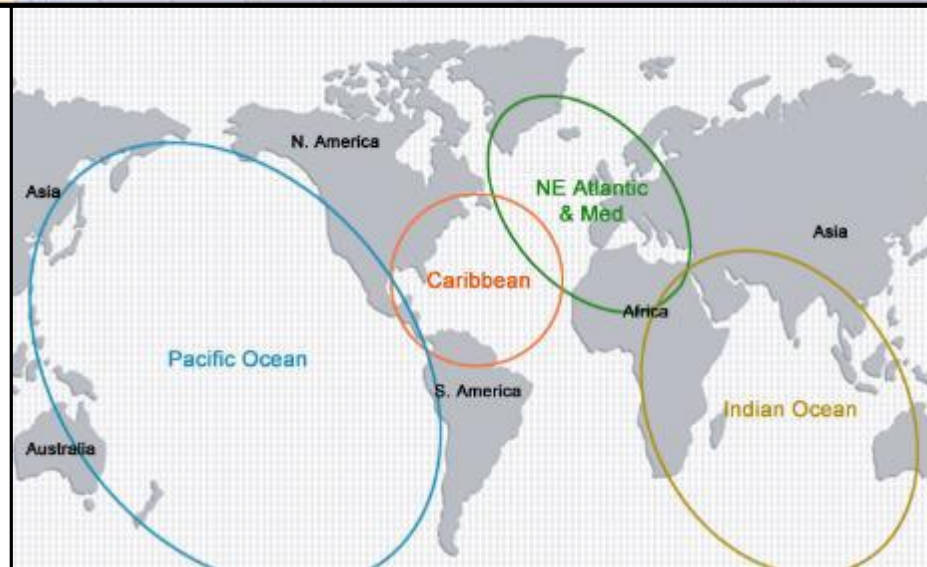 N. America
Asia
NE Atlantic
& Med
Asia
Caribbean
Africa
Pacific Ocean
S. America
Indian Ocean
Australia